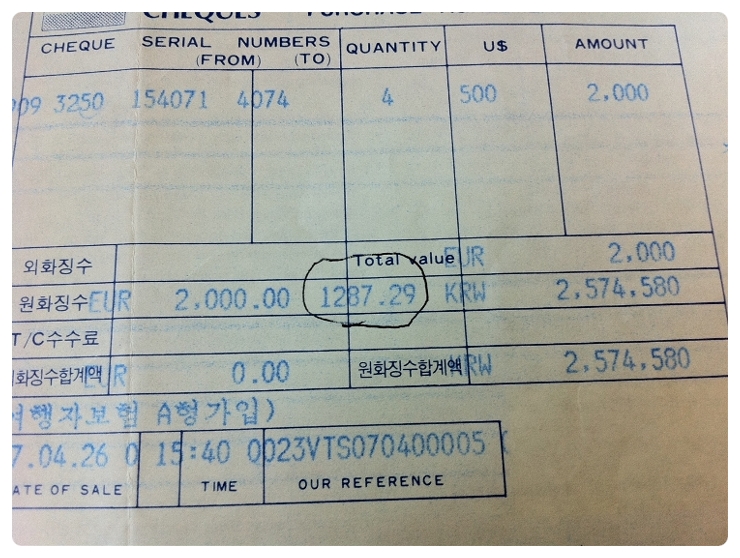 CHEQUES
CHEQUE SERIAL NUMBERS QUANTITY U$ AMOUNT
(FROM) (TO)
09 3250 154071 4074 4 500 2,000
외화징수 Total value EUR 2,000
원화징수 EUR 2,000.00 1287.29 KRW 2,574,580
T/C수수료
화징수합계액 EUR 0.00 원화징수합계액 KRW 2,574,580
여행자보험 A형가입)
7.04.26 0 15:40 0023VTS070400005
ATE OF SALE TIME OUR REFERENCE